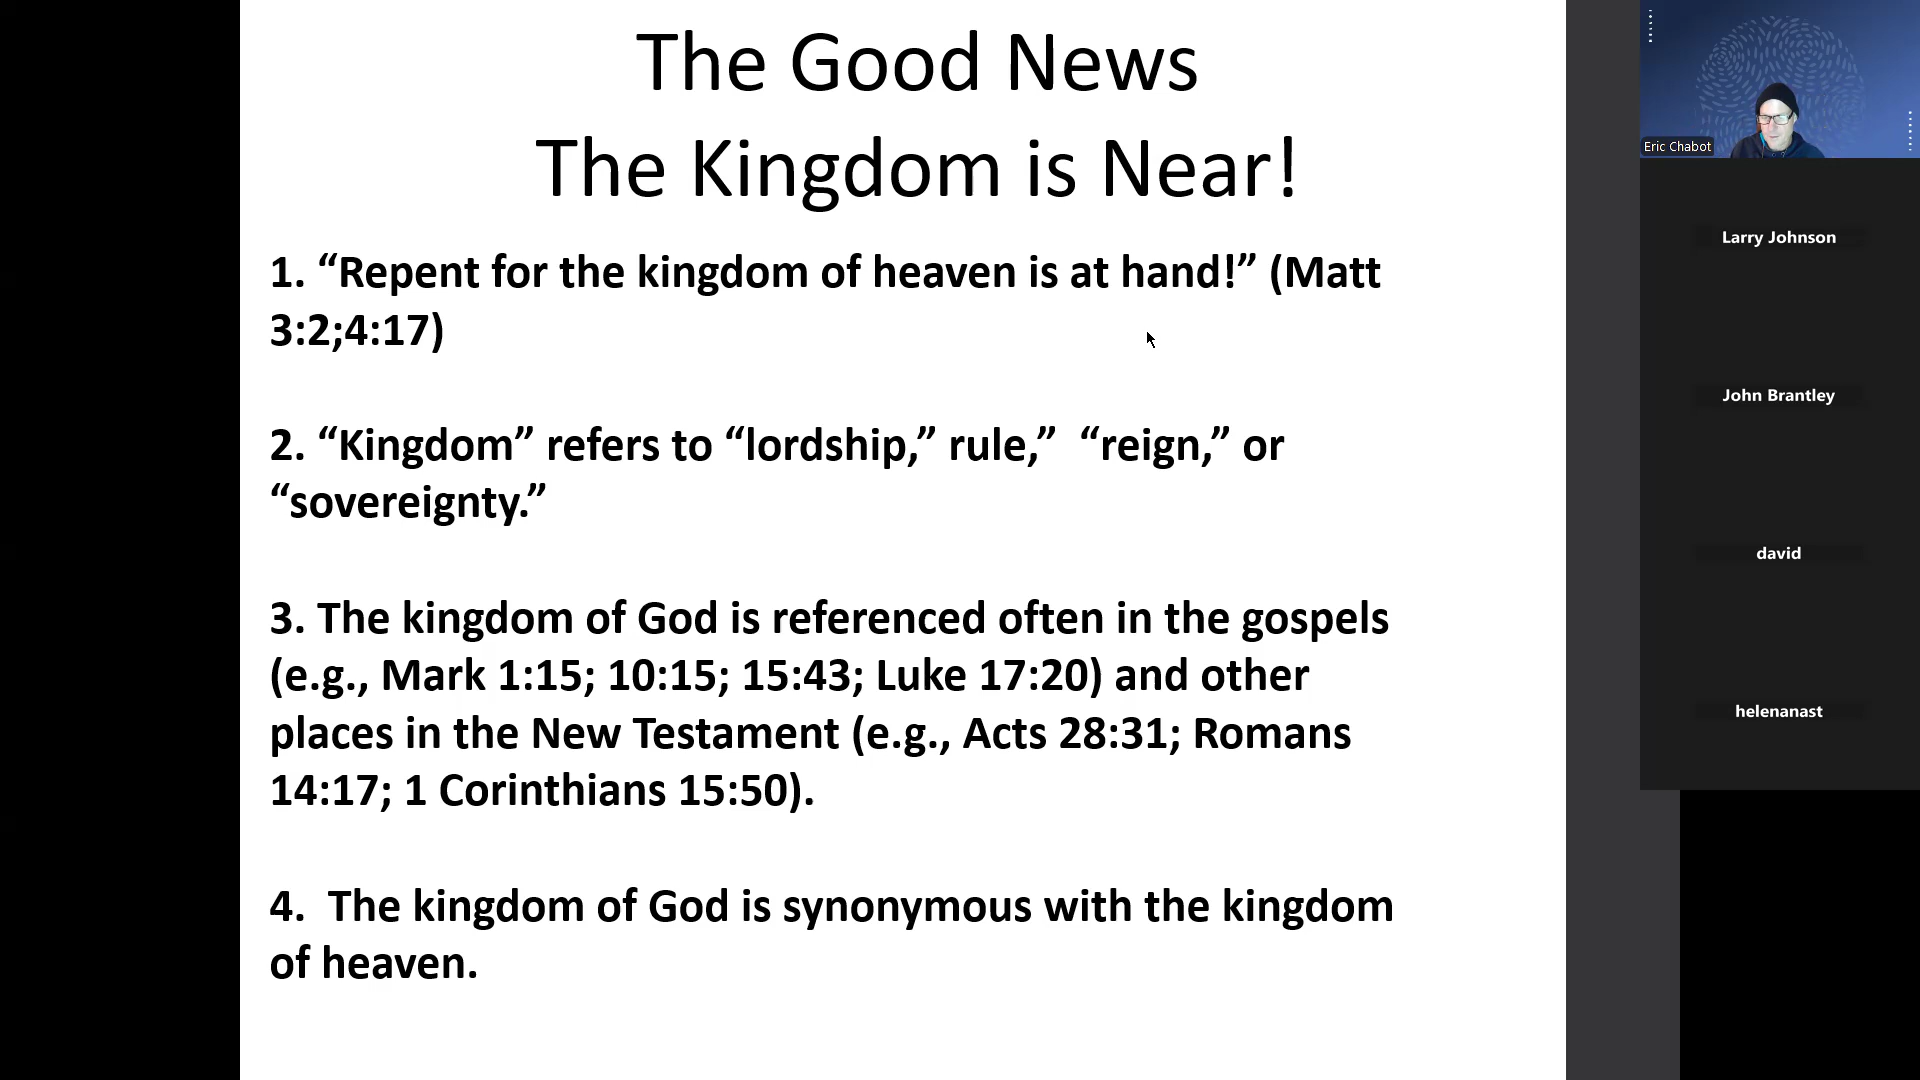 The Good News
The Kingdom is Near!
1. “Repent for the kingdom of heaven is at hand!” (Matt
3:2;4:17)
2. “Kingdom” refers to “lordship,” rule,”  “reign,” or
“sovereignty.”
3. The kingdom of God is referenced often in the gospels
(e.g., Mark 1:15; 10:15; 15:43; Luke 17:20) and other
places in the New Testament (e.g., Acts 28:31; Romans
14:17; 1 Corinthians 15:50).
4.  The kingdom of God is synonymous with the kingdom
of heaven.
Eric Chabot
Larry Johnson
John Brantley
david
helenanast